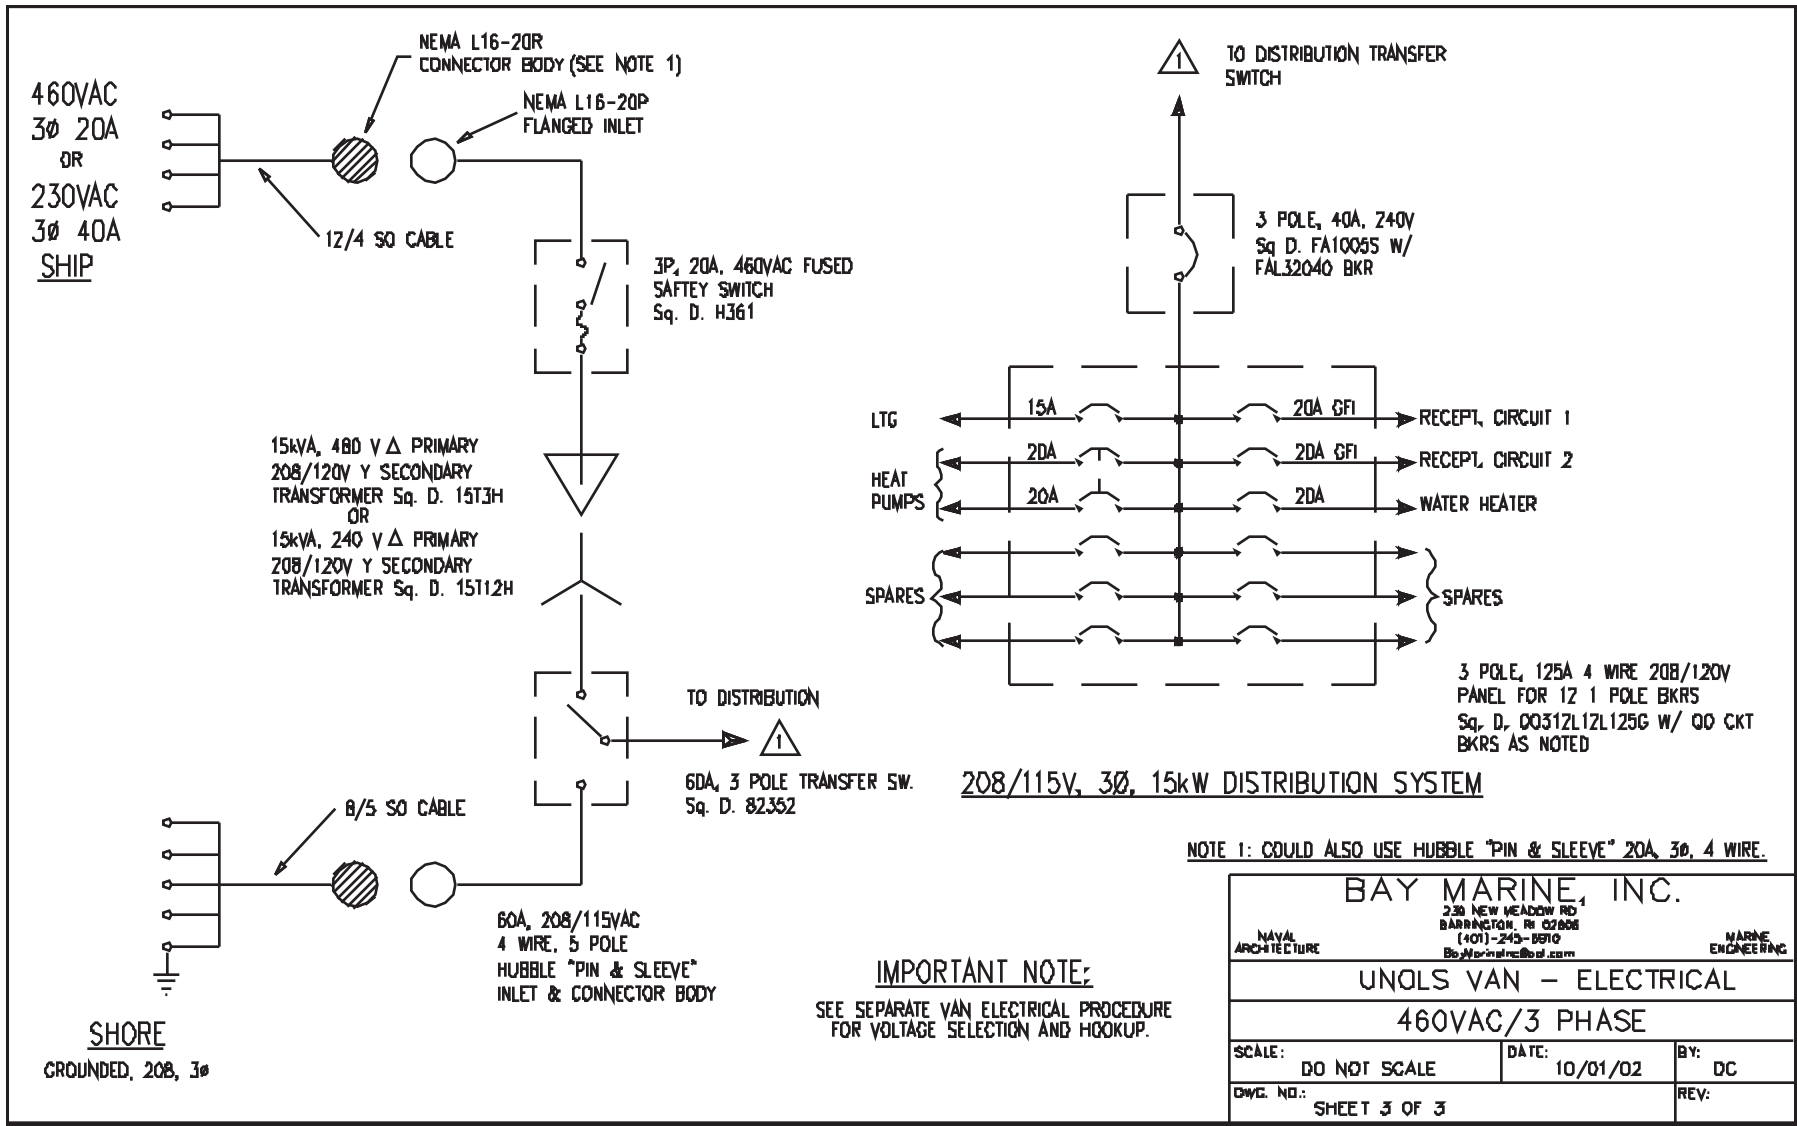 NEMA L16-20R
CONNECTOR BODY (SEE NOTE 1)
NEMA L16-20P
FLANGED INLET
460VAC
3ø 20A
OR
230VAC
3ø 40A
SHIP
12/4 SO CABLE
3P, 20A, 460VAC FUSED
SAFTEY SWITCH
Sq. D. H361
15kVA, 480 V Δ PRIMARY
208/120V Y SECONDARY
TRANSFORMER Sq. D. 15T3H
OR
15kVA, 240 V Δ PRIMARY
208/120V Y SECONDARY
TRANSFORMER Sq. D. 15T12H
TO DISTRIBUTION
1
60A, 3 POLE TRANSFER SW.
Sq. D. 82352
8/5 SO CABLE
60A, 208/115VAC
4 WIRE, 5 POLE
HUBBLE "PIN & SLEEVE"
INLET & CONNECTOR BODY
SHORE
GROUNDED, 208, 3ø
1
TO DISTRIBUTION TRANSFER
SWITCH
3 POLE, 40A, 240V
Sq D. FA100S5 W/
FAL32040 BKR
LTG
15A
20A GFI
RECEPT. CIRCUIT 1
HEAT
PUMPS
20A
20A GFI
RECEPT. CIRCUIT 2
20A
20A
WATER HEATER
SPARES
SPARES
3 POLE, 125A 4 WIRE 208/120V
PANEL FOR 12 1 POLE BKRS
Sq. D. QO312L12L125G W/ QO CKT
BKRS AS NOTED
208/115V, 3Ø, 15kW DISTRIBUTION SYSTEM
NOTE 1: COULD ALSO USE HUBBLE "PIN & SLEEVE" 20A, 3ø, 4 WIRE.
IMPORTANT NOTE:
SEE SEPARATE VAN ELECTRICAL PROCEDURE
FOR VOLTAGE SELECTION AND HOOKUP.
BAY MARINE, INC.
230 NEW MEADOW RD
BARRINGTON, RI 02806
(401)-245-5910
BayMarineInc@aol.com
NAVAL
ARCHITECTURE
MARINE
ENGINEERING
UNOLS VAN - ELECTRICAL
460VAC/3 PHASE
SCALE:
DO NOT SCALE
DATE:
10/01/02
BY:
DC
DWG. NO.:
SHEET 3 OF 3
REV: